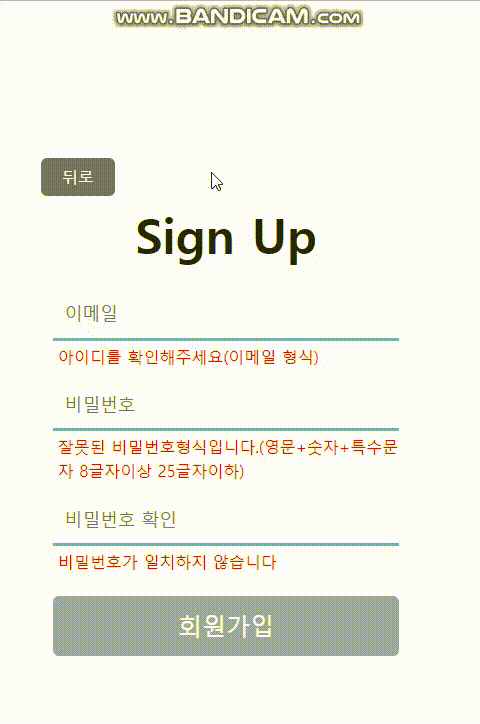 www.BANDICAM.com
뒤로
Sign Up
이메일
아이디를 확인해주세요(이메일 형식)
비밀번호
잘못된 비밀번호형식입니다.(영문+숫자+특수문
자 8글자이상 25글자이하)
비밀번호 확인
비밀번호가 일치하지 않습니다
회원가입